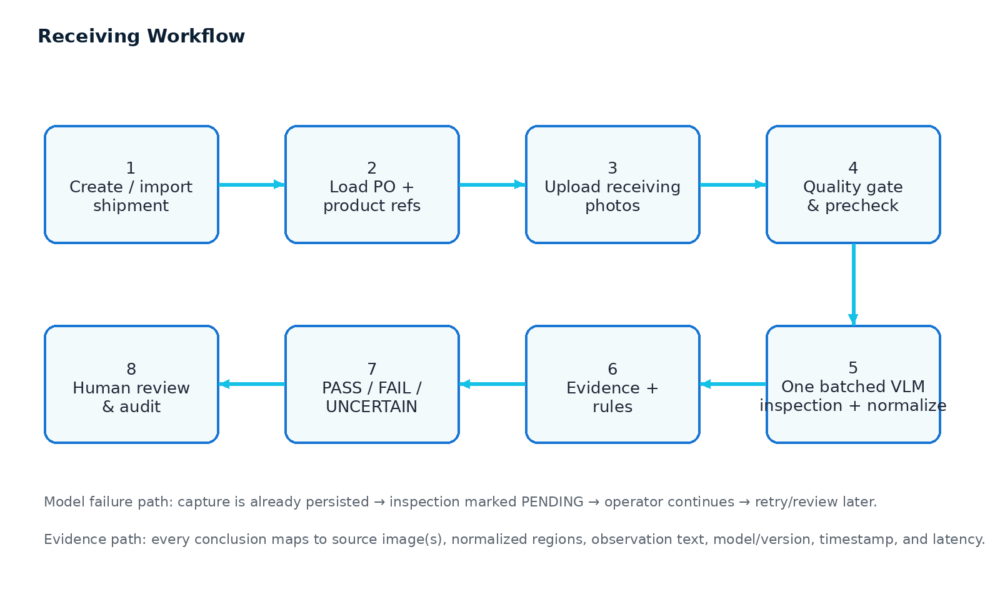 Receiving Workflow
1
Create / import
shipment
2
Load PO +
product refs
3
Upload receiving
photos
4
Quality gate
& precheck
5
One batched VLM
inspection + normalize
6
Evidence +
rules
7
PASS / FAIL /
UNCERTAIN
8
Human review
& audit
Model failure path: capture is already persisted → inspection marked PENDING → operator continues → retry/review later.
Evidence path: every conclusion maps to source image(s), normalized regions, observation text, model/version, timestamp, and latency.